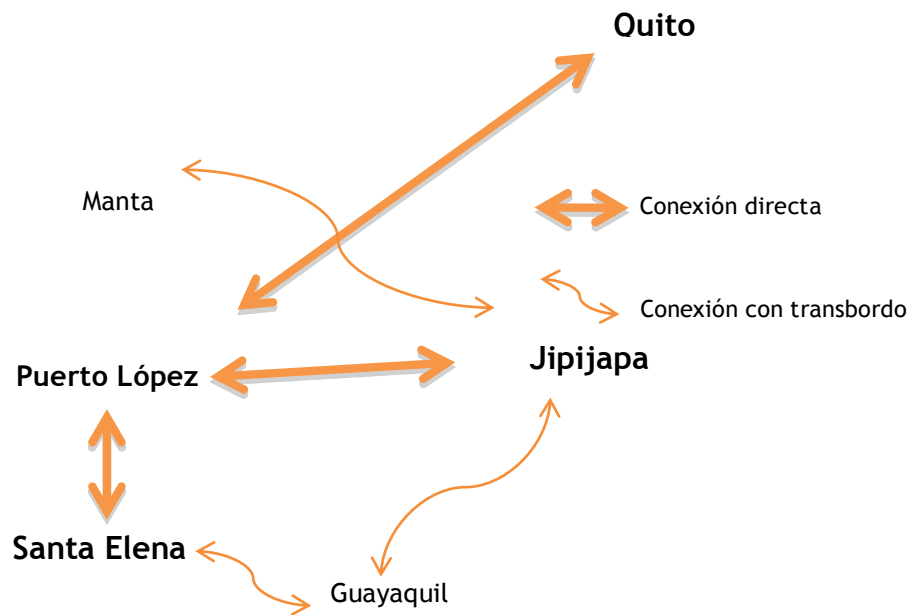 Quito
Manta
Conexión directa
Conexión con transbordo
Puerto López
Jipijapa
Santa Elena
Guayaquil